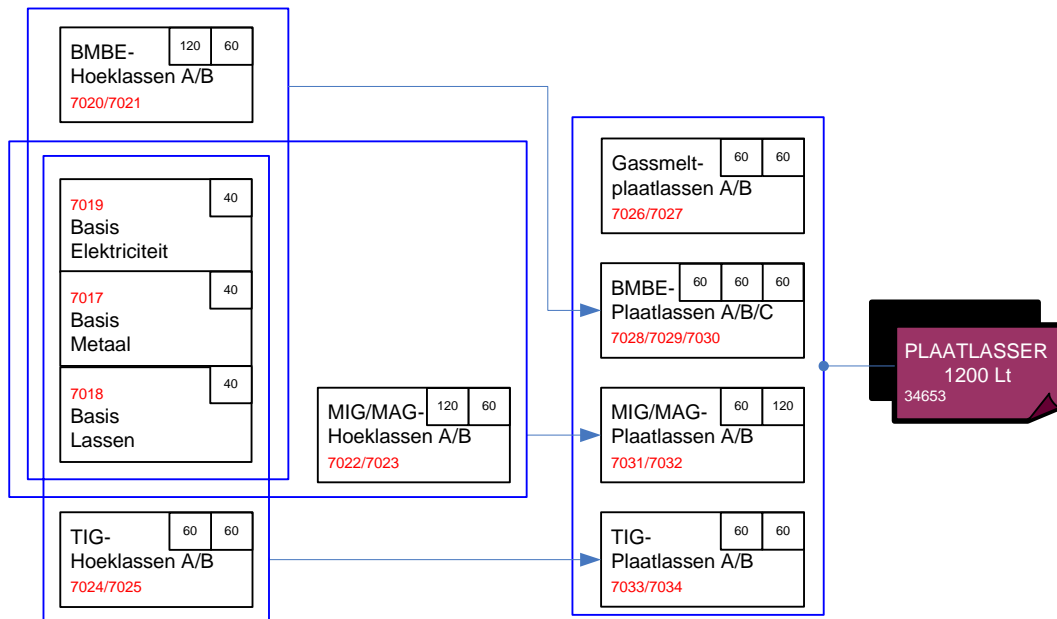 BMBE-
Hoeklassen A/B
7020/7021
120
60
7019
Basis
Elektriciteit
40
7017
Basis
Metaal
40
7018
Basis
Lassen
40
MIG/MAG-
Hoeklassen A/B
7022/7023
120
60
TIG-
Hoeklassen A/B
7024/7025
60
60
Gassmelt-
plaatlassen A/B
7026/7027
60
60
BMBE-
Plaatlassen A/B/C
7028/7029/7030
60
60
60
MIG/MAG-
Plaatlassen A/B
7031/7032
60
120
TIG-
Plaatlassen A/B
7033/7034
60
60
PLAATLASSER
1200 Lt
34653